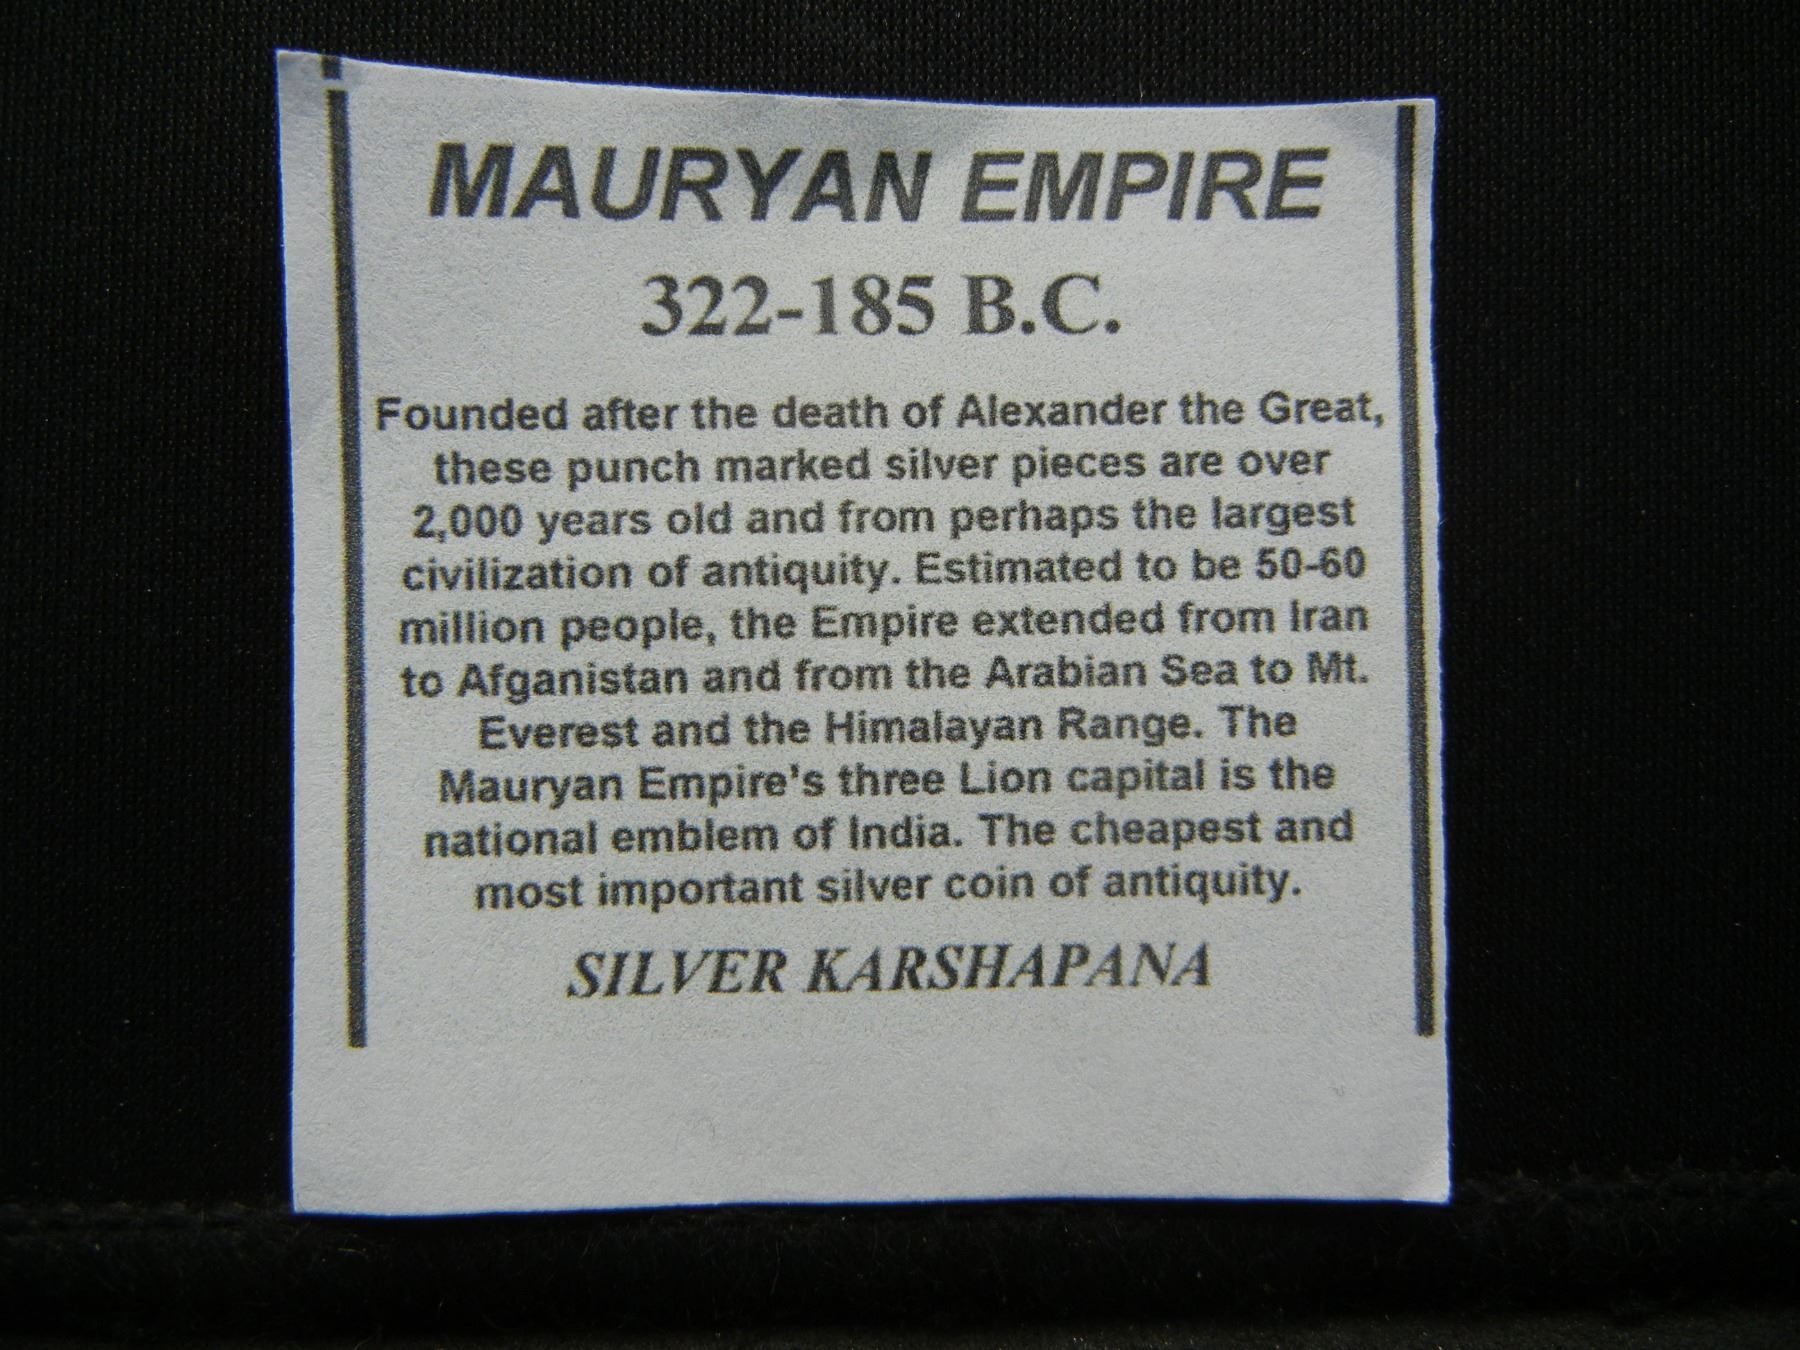 MAURYAN EMPIRE
322-185 B.C.
Founded after the death of Alexander the Great,
these punch marked silver pieces are over
2,000 years old and from perhaps the largest
civilization of antiquity. Estimated to be 50-60
million people, the Empire extended from Iran
to Afganistan and from the Arabian Sea to Mt.
Everest and the Himalayan Range. The
Mauryan Empire's three Lion capital is the
national emblem of India. The cheapest and
most important silver coin of antiquity.
SILVER KARSHAPANA